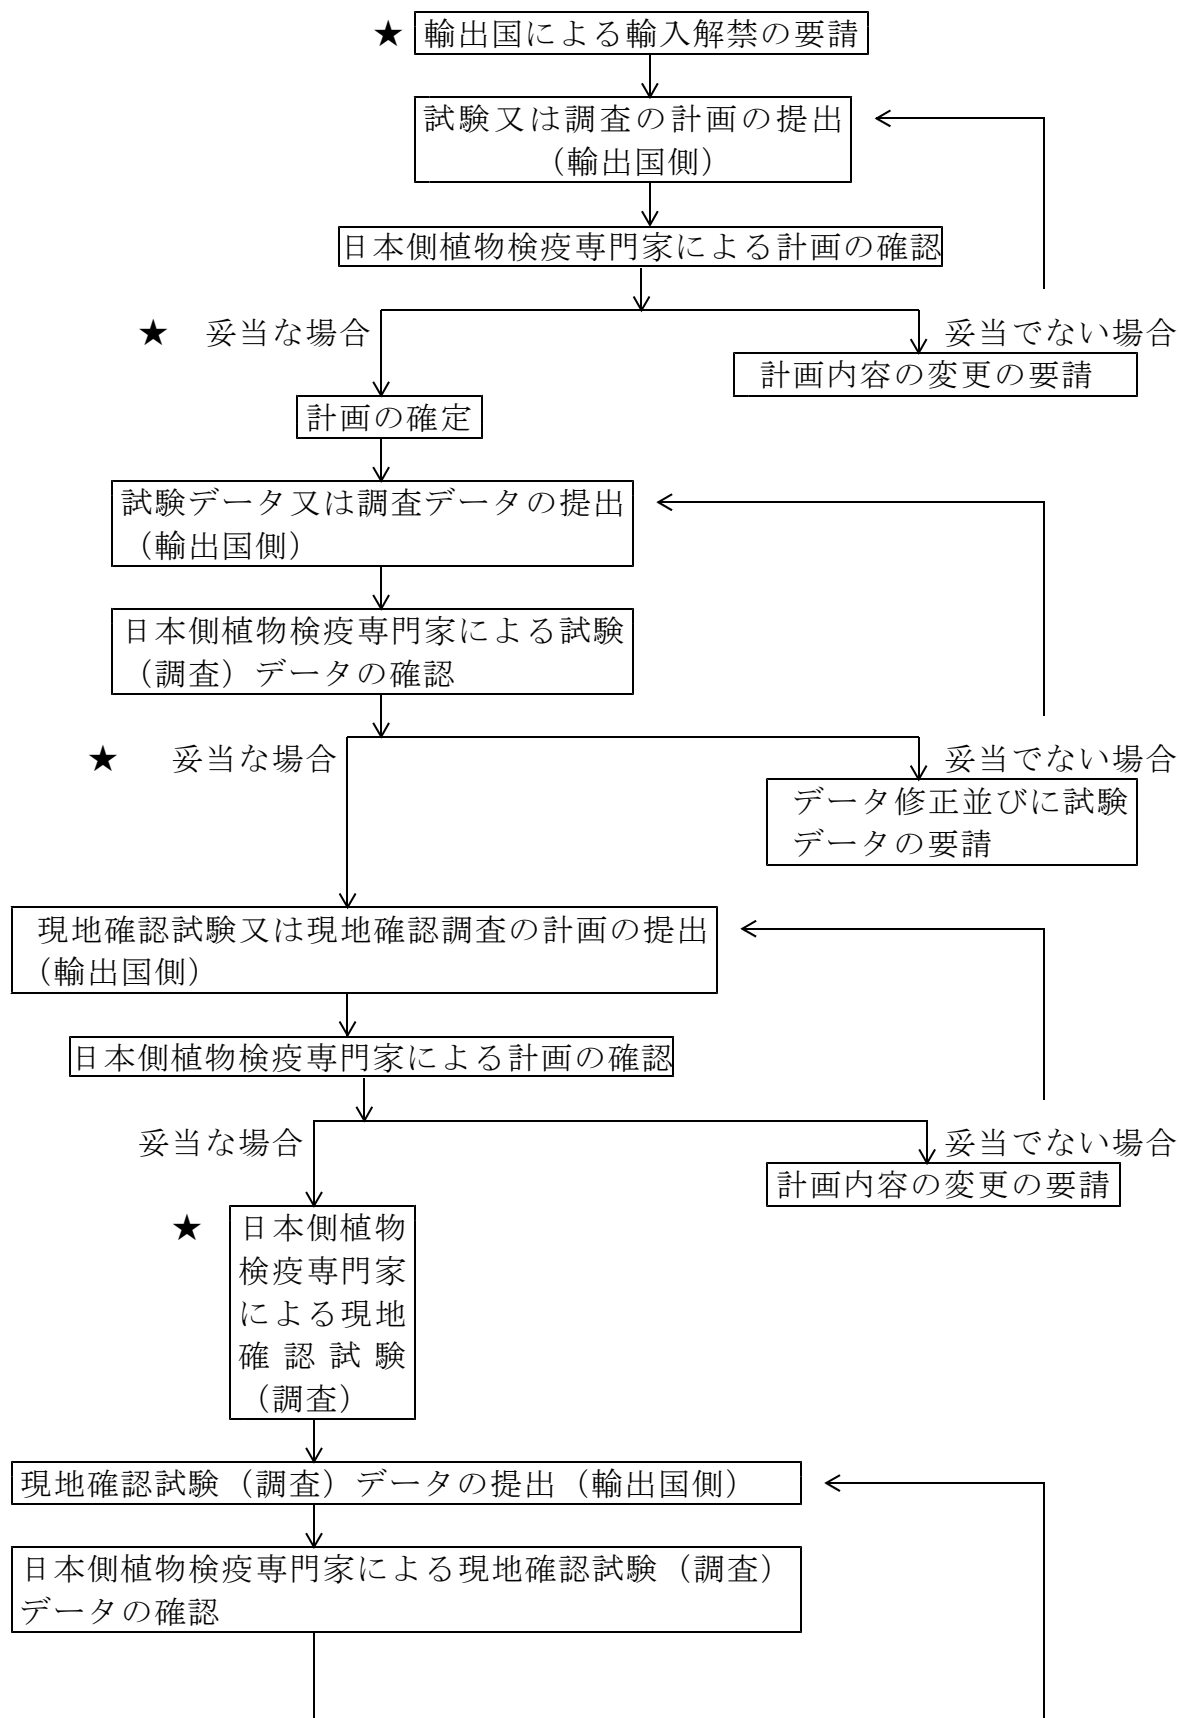 ★ 輸出国による輸入解禁の要請
試験又は調査の計画の提出
（輸出国側）
日本側植物検疫専門家による計画の確認
★ 妥当な場合
妥当でない場合
計画内容の変更の要請
計画の確定
試験データ又は調査データの提出
（輸出国側）
日本側植物検疫専門家による試験
（調査）データの確認
★ 妥当な場合
妥当でない場合
データ修正並びに試験
データの要請
現地確認試験又は現地確認調査の計画の提出
（輸出国側）
日本側植物検疫専門家による計画の確認
妥当な場合
妥当でない場合
計画内容の変更の要請
★ 日本側植物
検疫専門家
による現地
確認試験
（調査）
現地確認試験（調査）データの提出（輸出国側）
日本側植物検疫専門家による現地確認試験（調査）
データの確認